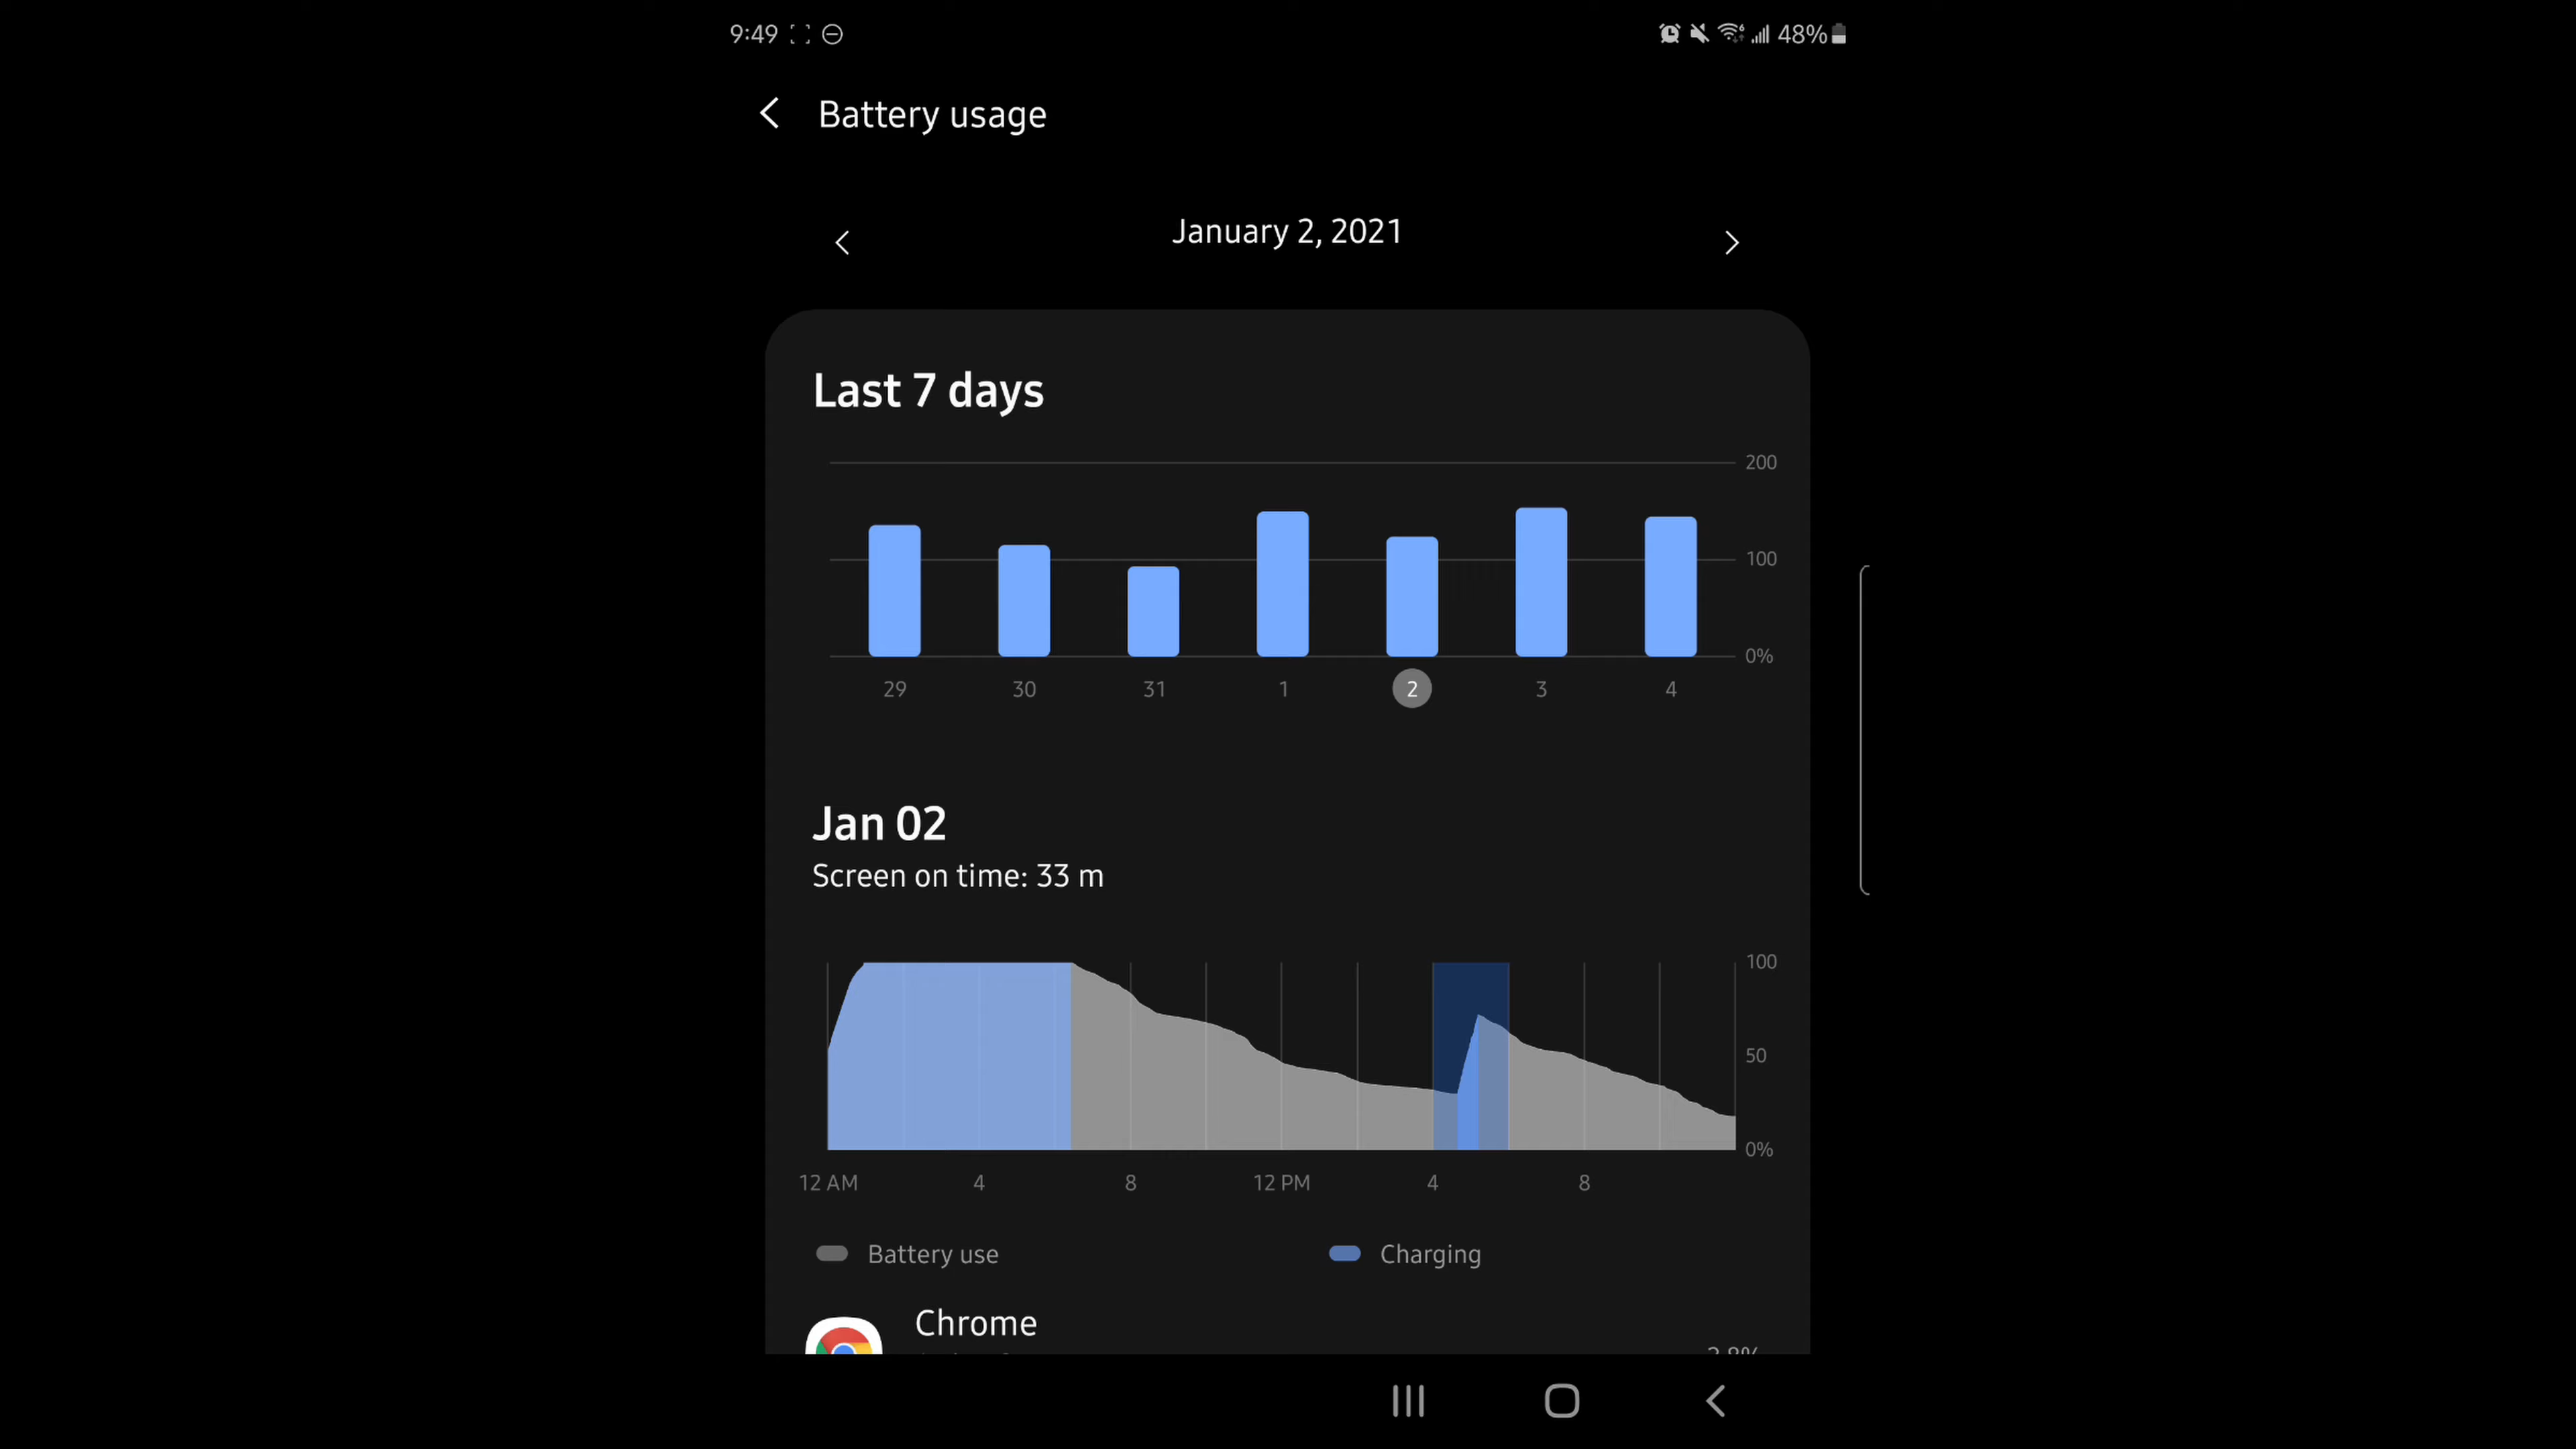 9:49 48%
Battery usage
January 2, 2021
Last 7 days
200
100
0%
29 30 31 1 2 3 4
Jan 02
Screen on time: 33 m
100
50
0%
12 AM 4 8 12 PM 4 8
Battery use Charging
Chrome